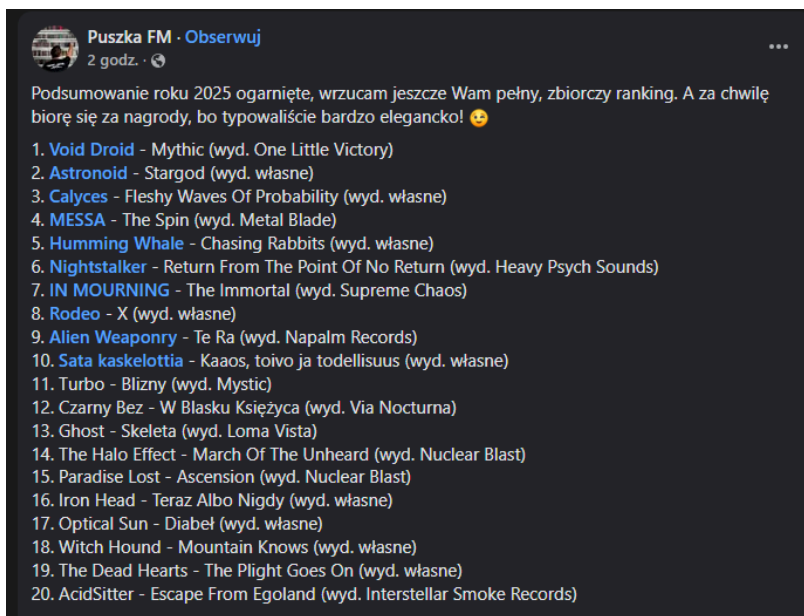 Puszka FM · Obserwuj
2 godz. ·
Podsumowanie roku 2025 ogarnięte, wrzucam jeszcze Wam pełny, zbiorczy ranking. A za chwilę
biorę się za nagrody, bo typowaliście bardzo elegancko! 😉
1. Void Droid - Mythic (wyd. One Little Victory)
2. Astronoid - Stargod (wyd. własne)
3. Calyces - Fleshy Waves Of Probability (wyd. własne)
4. MESSA - The Spin (wyd. Metal Blade)
5. Humming Whale - Chasing Rabbits (wyd. własne)
6. Nightstalker - Return From The Point Of No Return (wyd. Heavy Psych Sounds)
7. IN MOURNING - The Immortal (wyd. Supreme Chaos)
8. Rodeo - X (wyd. własne)
9. Alien Weaponry - Te Ra (wyd. Napalm Records)
10. Sata kaskelottia - Kaaos, toivo ja todellisuus (wyd. własne)
11. Turbo - Blizny (wyd. Mystic)
12. Czarny Bez - W Blasku Księżyca (wyd. Via Nocturna)
13. Ghost - Skeleta (wyd. Loma Vista)
14. The Halo Effect - March Of The Unheard (wyd. Nuclear Blast)
15. Paradise Lost - Ascension (wyd. Nuclear Blast)
16. Iron Head - Teraz Albo Nigdy (wyd. własne)
17. Optical Sun - Diabeł (wyd. własne)
18. Witch Hound - Mountain Knows (wyd. własne)
19. The Dead Hearts - The Plight Goes On (wyd. własne)
20. AcidSitter - Escape From Egoland (wyd. Interstellar Smoke Records)